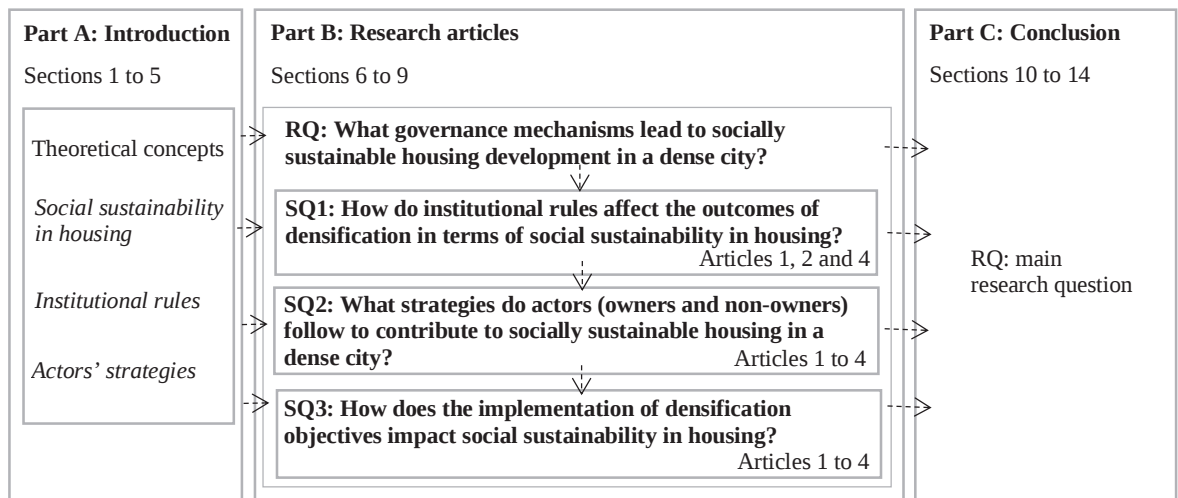 Part A: Introduction
Sections 1 to 5
Theoretical concepts
Social sustainability
in housing
Institutional rules
Actors’ strategies
Part B: Research articles
Sections 6 to 9
RQ: What governance mechanisms lead to socially
sustainable housing development in a dense city?
SQ1: How do institutional rules affect the outcomes of
densification in terms of social sustainability in housing?
Articles 1, 2 and 4
SQ2: What strategies do actors (owners and non-owners)
follow to contribute to socially sustainable housing in a
dense city?
Articles 1 to 4
SQ3: How does the implementation of densification
objectives impact social sustainability in housing?
Articles 1 to 4
Part C: Conclusion
Sections 10 to 14
RQ: main
research question